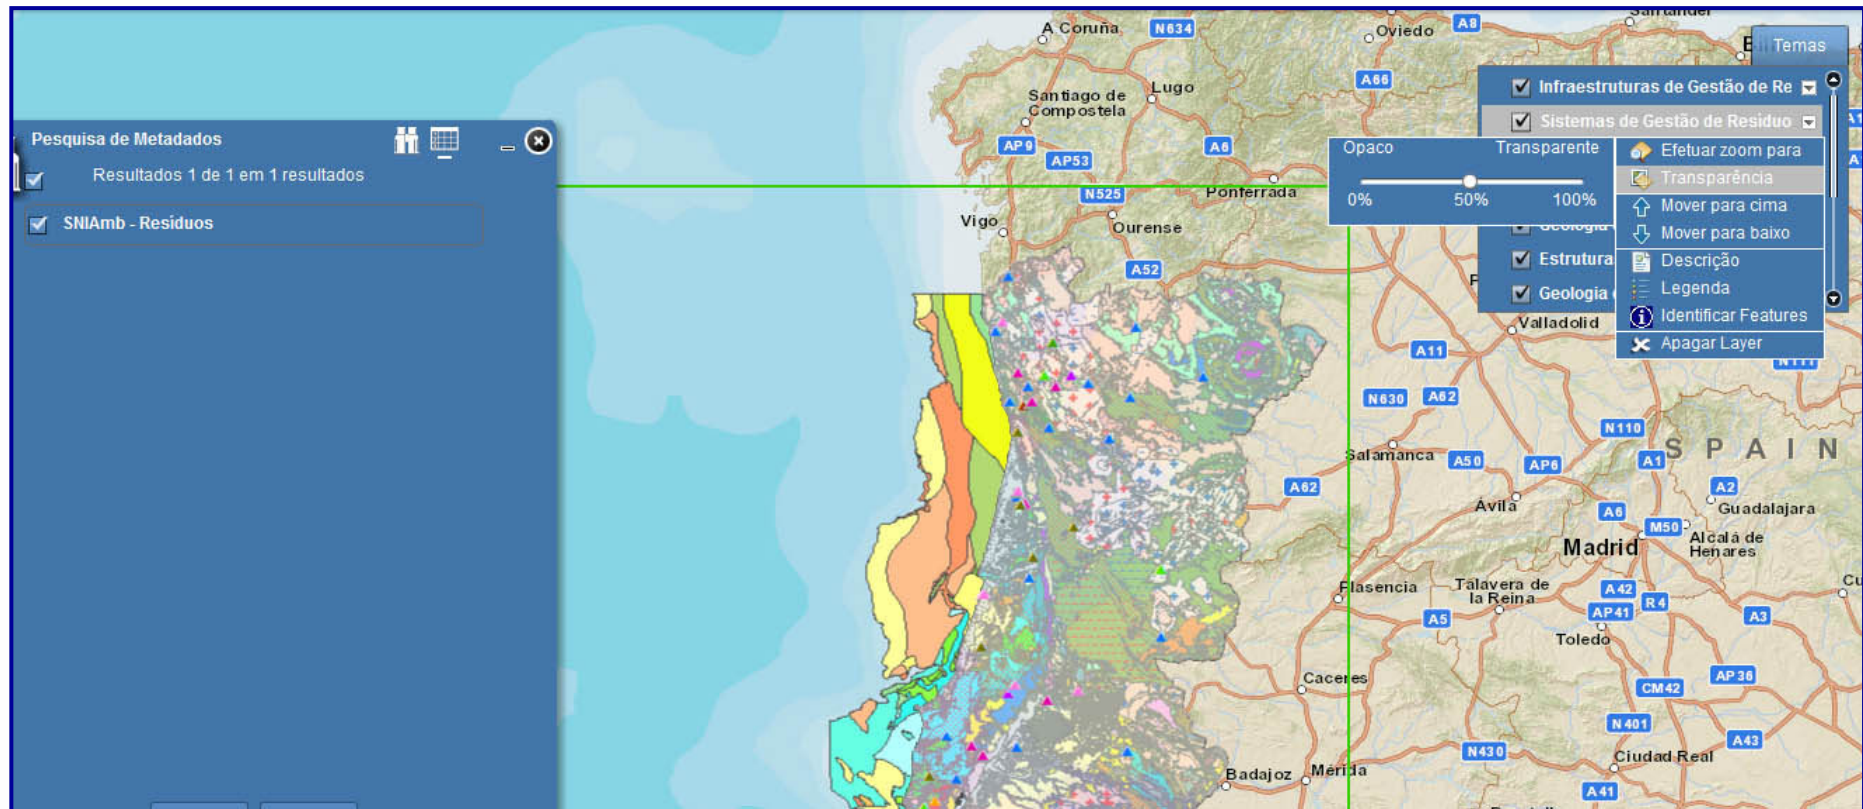 Pesquisa de Metadados
Resultados 1 de 1 em 1 resultados
SNIAmb - Resíduos
Temas
Infraestruturas de Gestão de Re
Sistemas de Gestão de Resíduo
Opaco Transparente
0% 50% 100%
Efetuar zoom para
Transparência
Mover para cima
Mover para baixo
Descrição
Legenda
Identificar Features
Apagar Layer
Geologia
Estrutura
Geologia
A Coruña
N634
Oviedo
A8
Santander
A66
Lugo
Santiago de
Compostela
AP9
AP53
A6
N525
Ponferrada
Vigo
Ourense
A52
Valladolid
A11
N111
N630
A62
N110
SPAIN
Salamanca
A50
AP6
A1
A62
A2
Ávila
A6
Guadalajara
M50
Madrid
Alcalá de
Henares
Plasencia
Talavera de
la Reina
A42
R4
AP41
A5
A3
Toledo
Caceres
CM42
AP36
N401
A43
N430
Ciudad Real
Badajoz
Mérida
A41